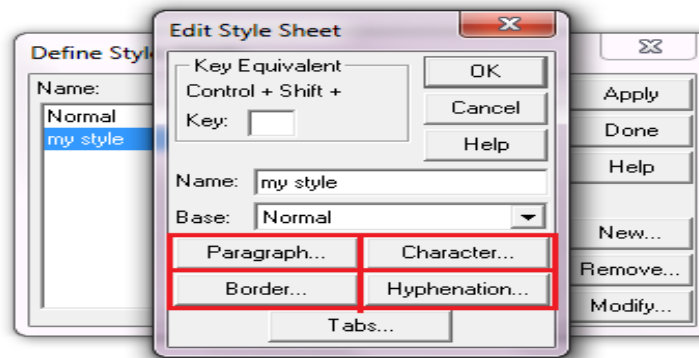 Edit Style Sheet
Key Equivalent
Control + Shift +
Key:
OK
Cancel
Help
Name: my style
Base: Normal
Paragraph...
Character...
Border...
Hyphenation...
Tabs...
Define
Name:
Normal
my style
Apply
Done
Help
New...
Remove...
Modify...